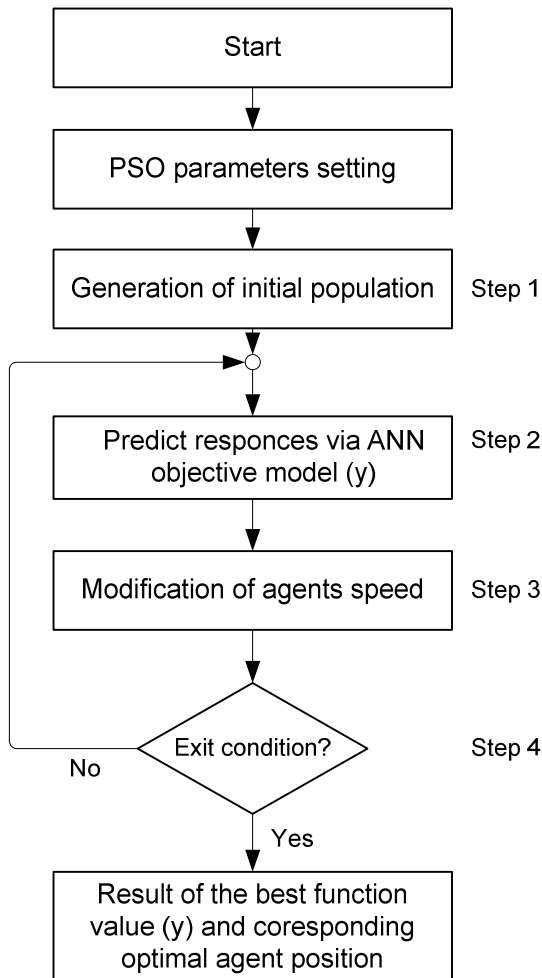 Start
PSO parameters setting
Generation of initial population
Step 1
Predict responces via ANN
objective model (y)
Step 2
Modification of agents speed
Step 3
Exit condition?
Step 4
No
Yes
Result of the best function
value (y) and coresponding
optimal agent position